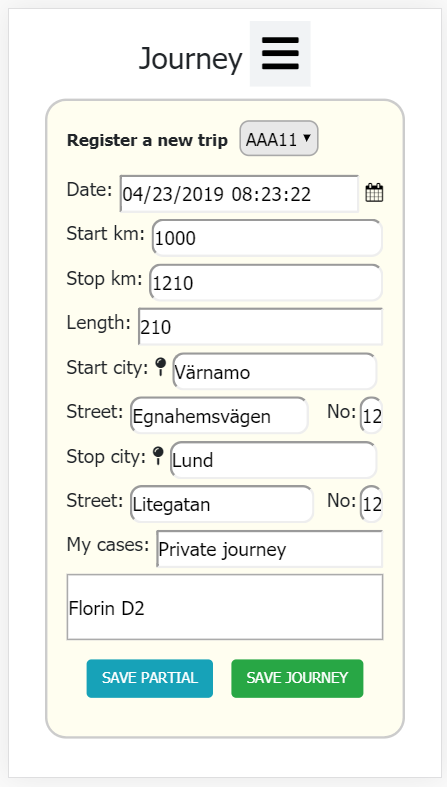 Journey
Register a new trip AAA11
Date: 04/23/2019 08:23:22
Start km: 1000
Stop km: 1210
Length: 210
Start city: Värnamo
Street: Egnahemsvägen No: 12
Stop city: Lund
Street: Litegatan No: 12
My cases: Private journey
Florin D2
SAVE PARTIAL SAVE JOURNEY